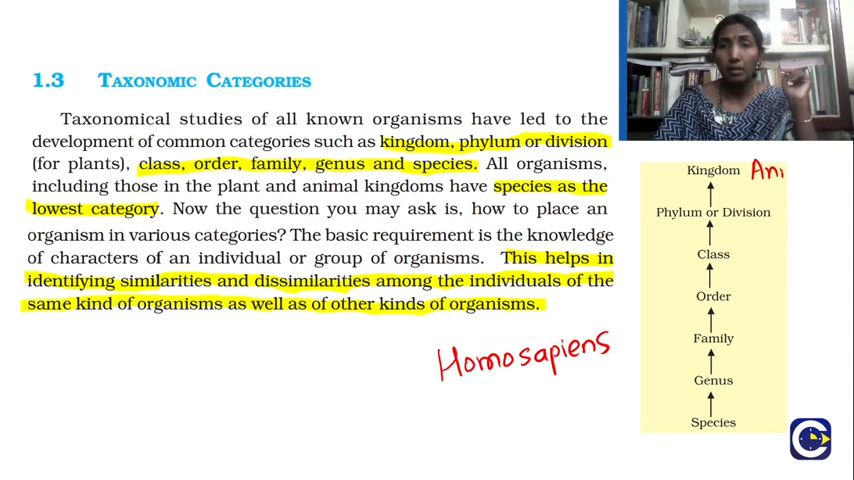 1.3 TAXONOMIC CATEGORIES
Taxonomical studies of all known organisms have led to the
development of common categories such as kingdom, phylum or division
(for plants), class, order, family, genus and species. All organisms,
including those in the plant and animal kingdoms have species as the
lowest category. Now the question you may ask is, how to place an
organism in various categories? The basic requirement is the knowledge
of characters of an individual or group of organisms. This helps in
identifying similarities and dissimilarities among the individuals of the
same kind of organisms as well as of other kinds of organisms.
Homosapiens
Kingdom Ani
Phylum or Division
Class
Order
Family
Genus
Species